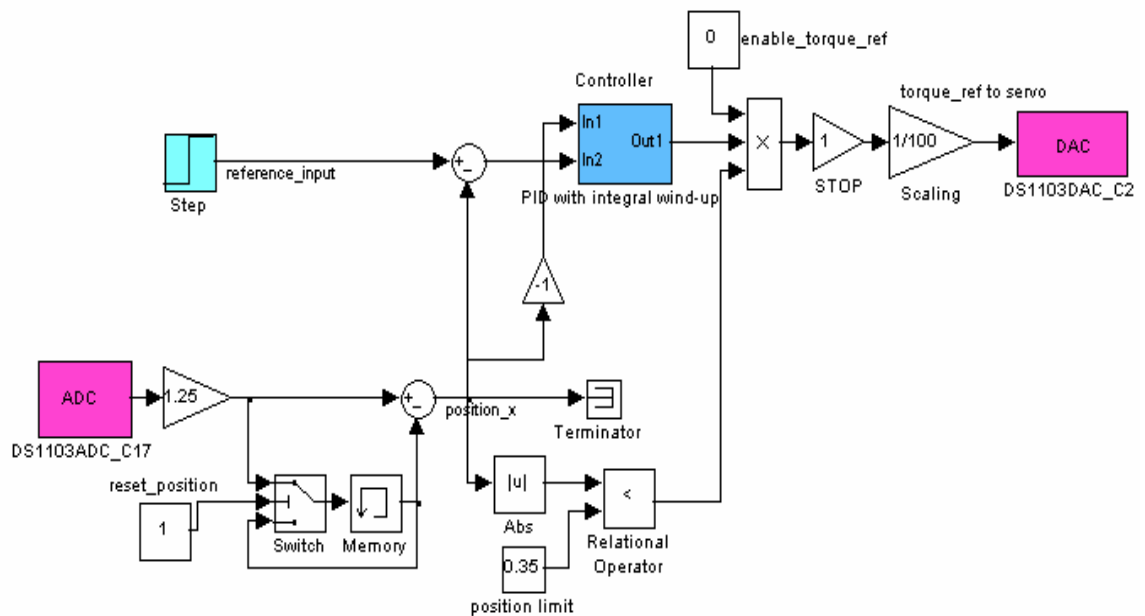 0
enable_torque_ref
Controller
torque_ref to servo
In1
Out1
In2
×
1
1/100
DAC
+
−
reference_input
Step
PID with integral wind-up
STOP
Scaling
DS1103DAC_C2
-1
ADC
1.25
+
−
position_x
DS1103ADC_C17
Terminator
reset_position
1
Switch
Memory
|u|
<
Abs
Relational
Operator
0.35
position limit